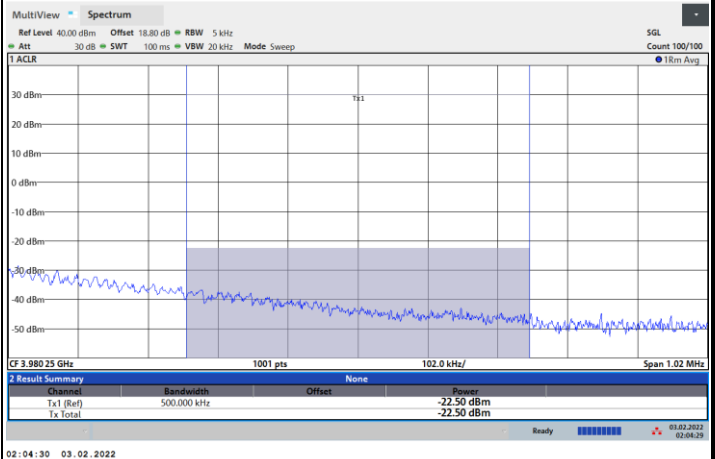 MultiView Spectrum
Ref Level 40.00 dBm Offset 18.80 dB RBW 5 kHz SGL
Att 30 dB SWT 100 ms VBW 20 kHz Mode Sweep Count 100/100
1 ACLR 1Rm Avg
30 dBm
Tx1
20 dBm
10 dBm
0 dBm
-10 dBm
-20 dBm
-30 dBm
-40 dBm
-50 dBm
CF 3.980 25 GHz 1001 pts 102.0 kHz/ Span 1.02 MHz
2 Result Summary None
Channel Bandwidth Offset Power
Tx1 (Ref) 500.000 kHz -22.50 dBm
Tx Total -22.50 dBm
Ready 03.02.2022
02:04:29
02:04:30 03.02.2022